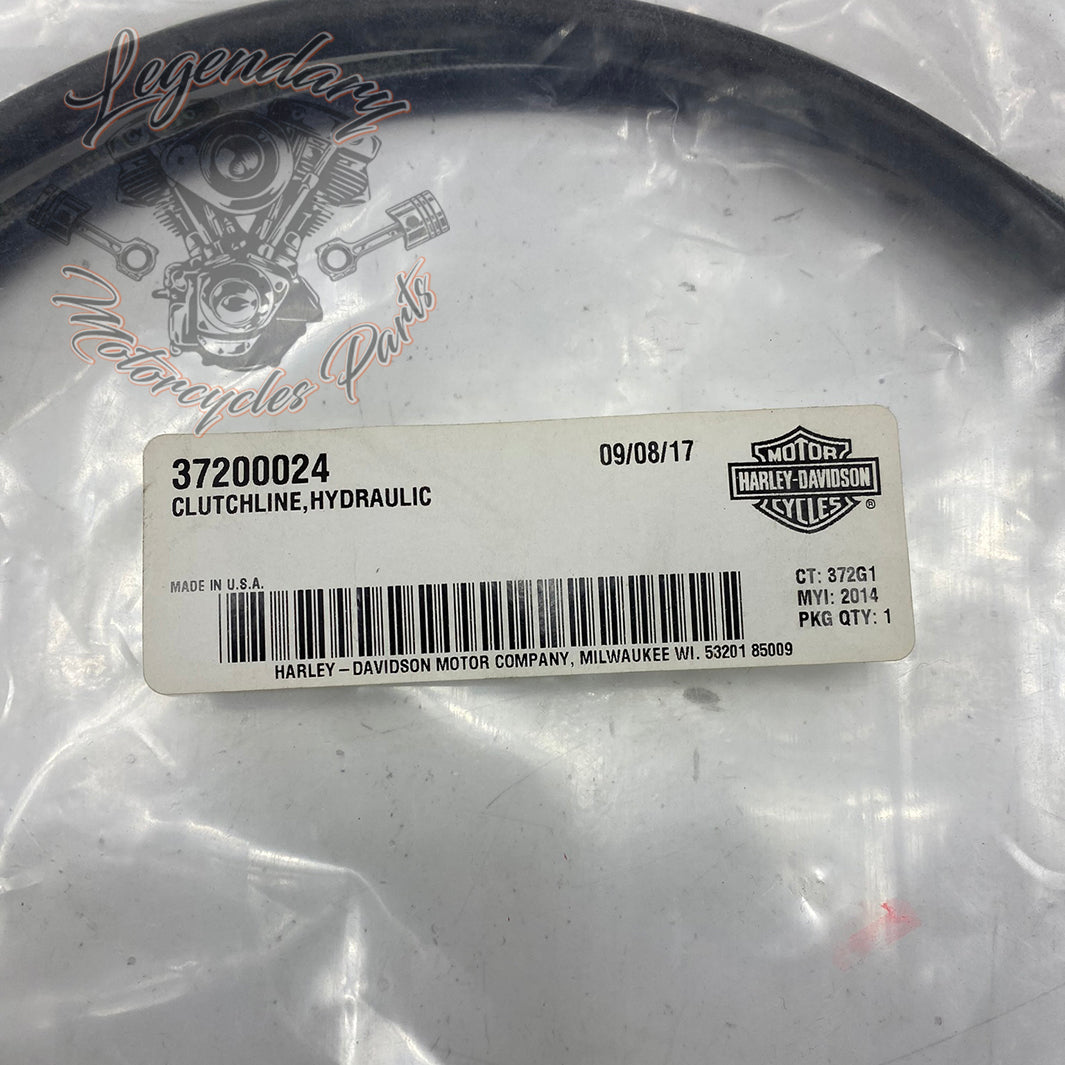 Legendary
Motorcycles Parts
37200024
09/08/17
CLUTCHLINE,HYDRAULIC
MOTOR
HARLEY-DAVIDSON
CYCLES
®
MADE IN U.S.A.
CT: 372G1
MYI: 2014
PKG QTY: 1
HARLEY-DAVIDSON MOTOR COMPANY, MILWAUKEE WI. 53201 85009